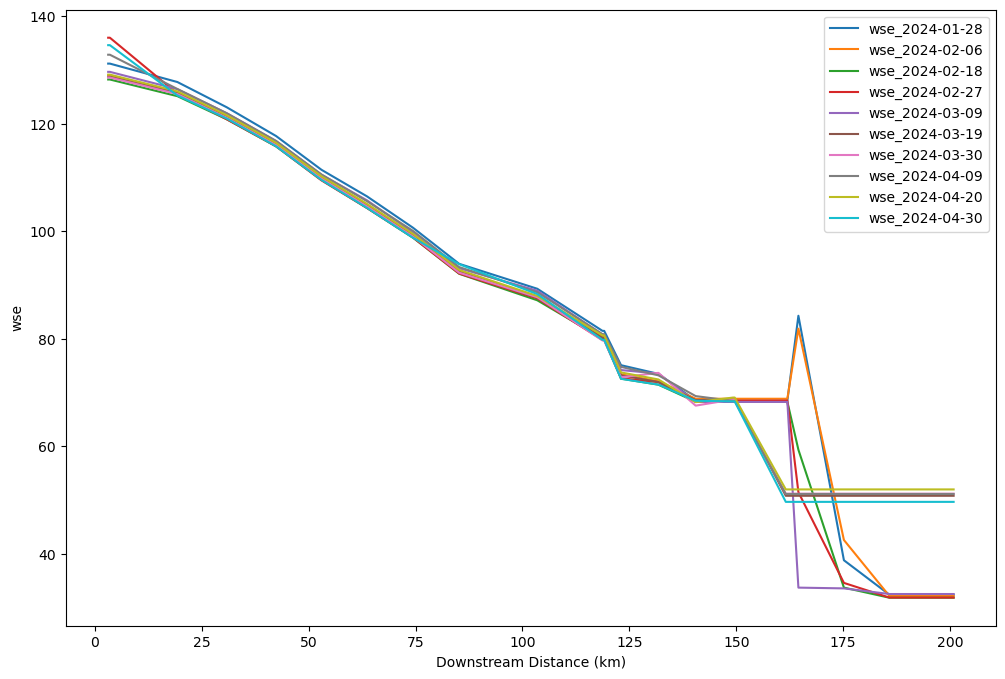 140
120
100
80
60
40
wse
0
25
50
75
100
125
150
175
200
Downstream Distance (km)
wse_2024-01-28
wse_2024-02-06
wse_2024-02-18
wse_2024-02-27
wse_2024-03-09
wse_2024-03-19
wse_2024-03-30
wse_2024-04-09
wse_2024-04-20
wse_2024-04-30